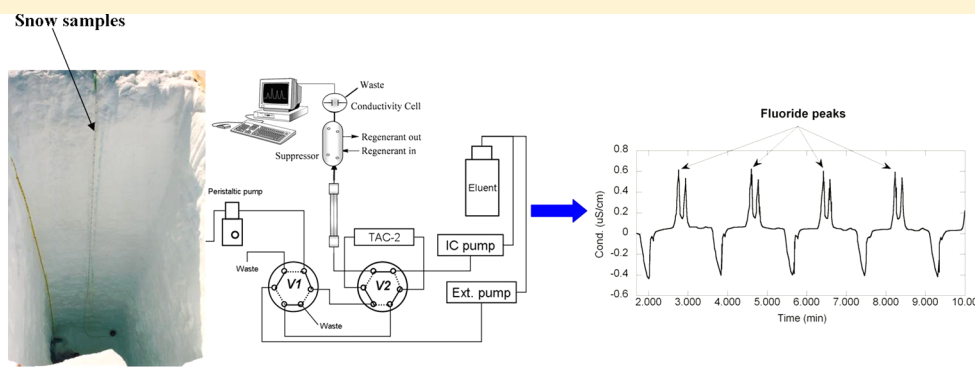 Snow samples
Waste
Conductivity Cell
Regenerant out
Regenerant in
Suppressor
Peristaltic pump
Eluent
TAC-2
IC pump
Waste
V1
V2
Ext. pump
Waste
Fluoride peaks
0.8
0.6
0.4
0.2
0
-0.2
-0.4
-0.6
Cond. (uS/cm)
2.000 3.000 4.000 5.000 6.000 7.000 8.000 9.000 10.00
Time (min)